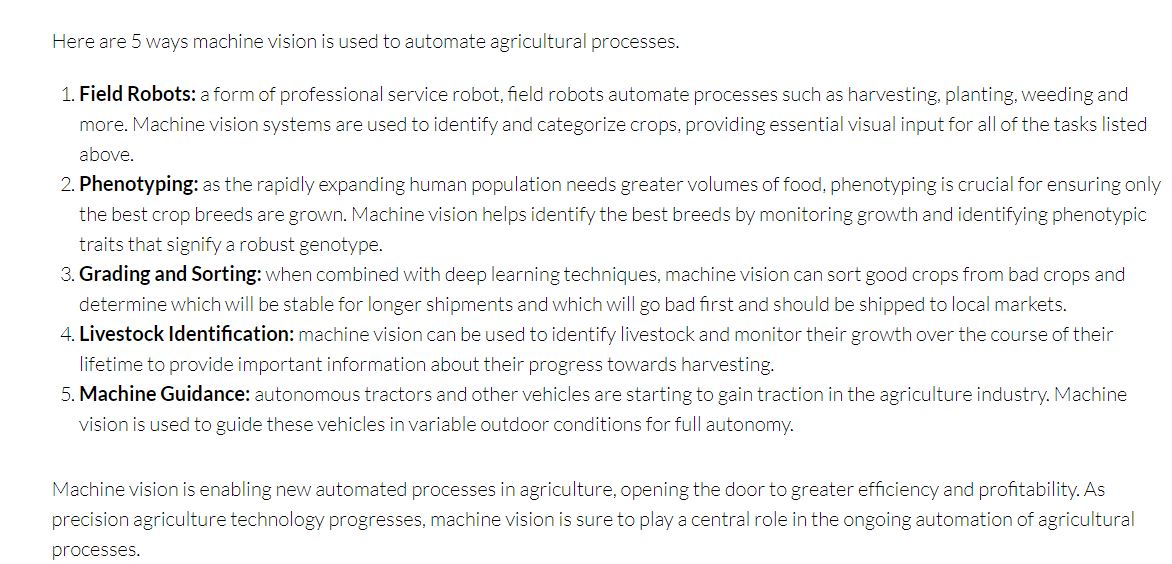 Here are 5 ways machine vision is used to automate agricultural processes.
1. Field Robots: a form of professional service robot, field robots automate processes such as harvesting, planting, weeding and
more. Machine vision systems are used to identify and categorize crops, providing essential visual input for all of the tasks listed
above.
2. Phenotyping: as the rapidly expanding human population needs greater volumes of food, phenotyping is crucial for ensuring only
the best crop breeds are grown. Machine vision helps identify the best breeds by monitoring growth and identifying phenotypic
traits that signify a robust genotype.
3. Grading and Sorting: when combined with deep learning techniques, machine vision can sort good crops from bad crops and
determine which will be stable for longer shipments and which will go bad first and should be shipped to local markets.
4. Livestock Identification: machine vision can be used to identify livestock and monitor their growth over the course of their
lifetime to provide important information about their progress towards harvesting.
5. Machine Guidance: autonomous tractors and other vehicles are starting to gain traction in the agriculture industry. Machine
vision is used to guide these vehicles in variable outdoor conditions for full autonomy.
Machine vision is enabling new automated processes in agriculture, opening the door to greater efficiency and profitability. As
precision agriculture technology progresses, machine vision is sure to play a central role in the ongoing automation of agricultural
processes.